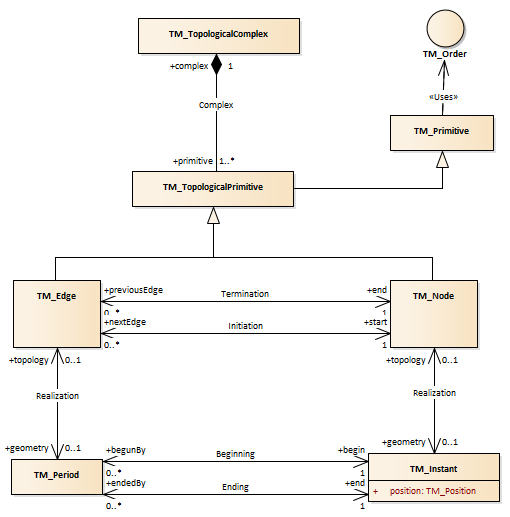 TM_TopologicalComplex
TM_Order
+complex 1
«Uses»
Complex
TM_Primitive
+primitive 1..*
TM_TopologicalPrimitive
TM_Edge
+previousEdge
Termination
+end
TM_Node
0..*
1
+nextEdge
Initiation
+start
0..*
1
+topology 0..1
+topology 0..1
Realization
Realization
+geometry 0..1
+geometry 0..1
+begunBy
Beginning
+begin
TM_Period
0..*
1
TM_Instant
+endedBy
Ending
+end
+ position: TM_Position
0..*
1